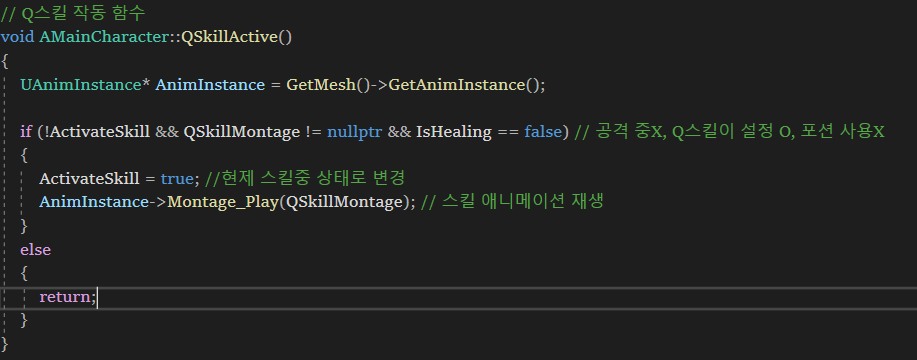 // Q스킬 작동 함수
void AMainCharacter::QSkillActive()
{
UAnimInstance* AnimInstance = GetMesh()->GetAnimInstance();
if (!ActivateSkill && QSkillMontage != nullptr && IsHealing == false) // 공격 중X, Q스킬이 설정 O, 포션 사용X
{
ActivateSkill = true; //현제 스킬중 상태로 변경
AnimInstance->Montage_Play(QSkillMontage); // 스킬 애니메이션 재생
}
else
{
return;
}
}